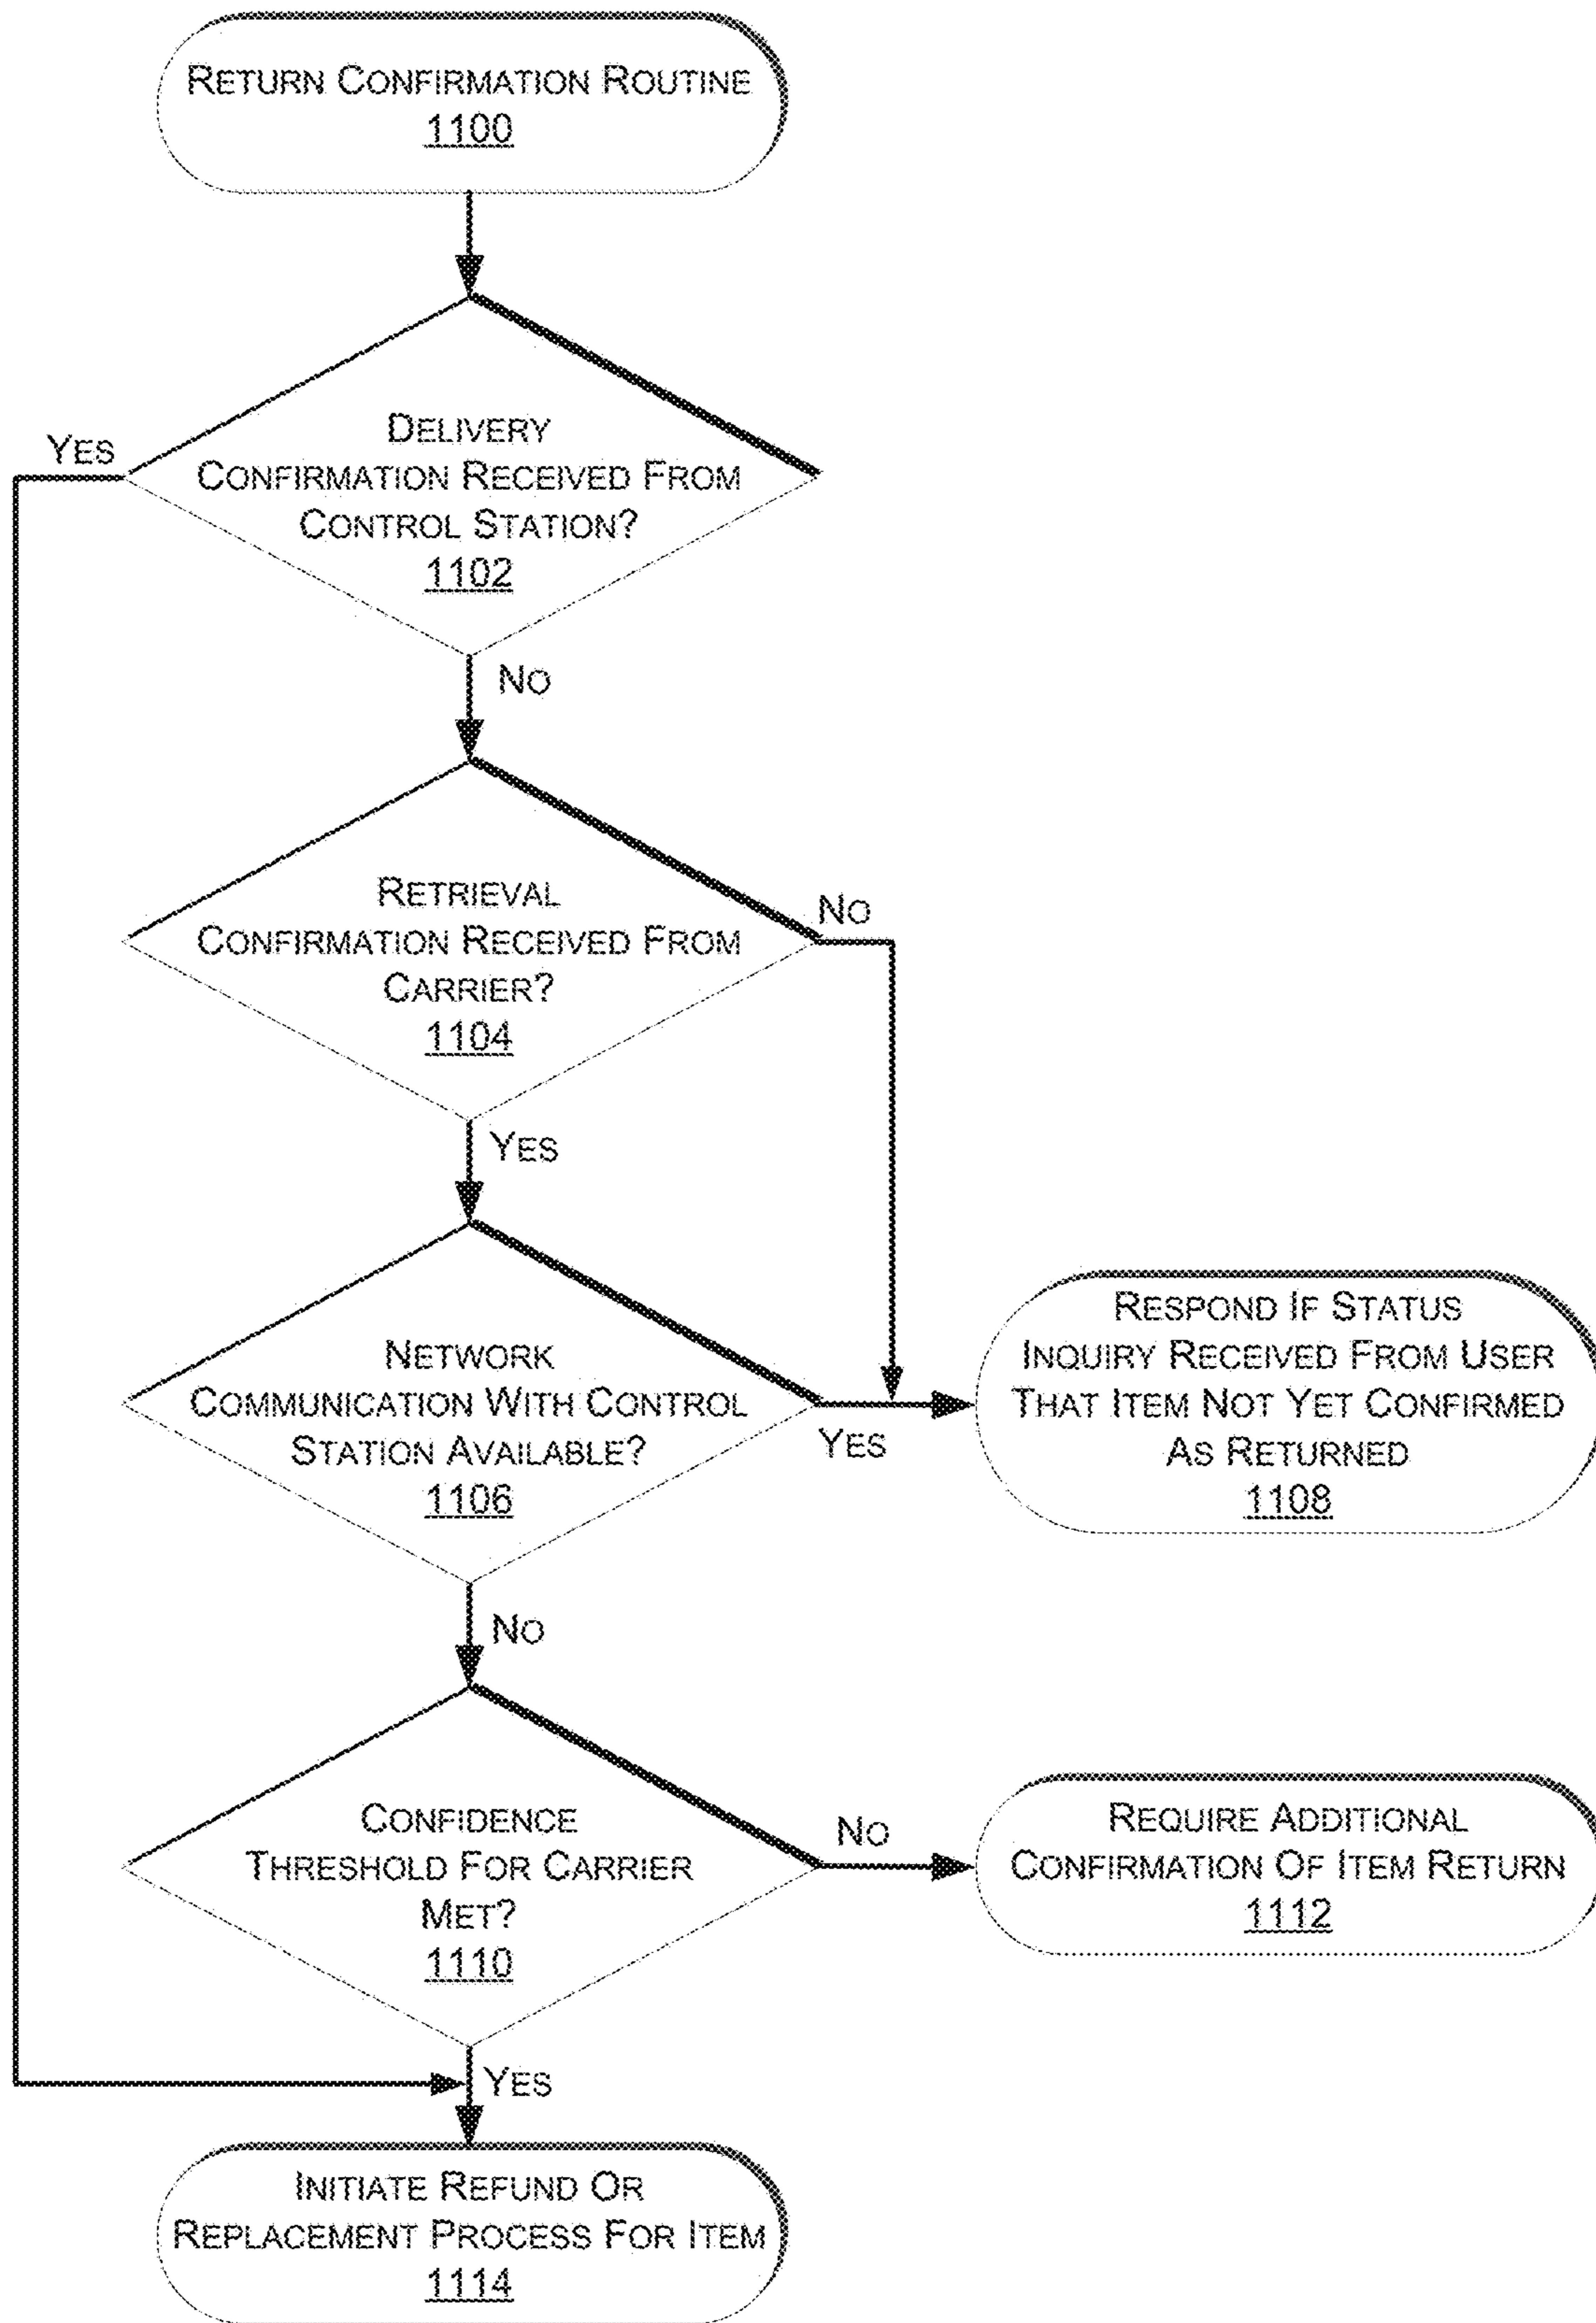 RETURN CONFIRMATION ROUTINE
1100
YES
DELIVERY
CONFIRMATION RECEIVED FROM
CONTROL STATION?
1102
NO
RETRIEVAL
CONFIRMATION RECEIVED FROM
CARRIER?
1104
NO
YES
NETWORK
COMMUNICATION WITH CONTROL
STATION AVAILABLE?
1106
YES
RESPOND IF STATUS
INQUIRY RECEIVED FROM USER
THAT ITEM NOT YET CONFIRMED
AS RETURNED
1108
NO
CONFIDENCE
THRESHOLD FOR CARRIER
MET?
1110
NO
REQUIRE ADDITIONAL
CONFIRMATION OF ITEM RETURN
1112
YES
INITIATE REFUND OR
REPLACEMENT PROCESS FOR ITEM
1114